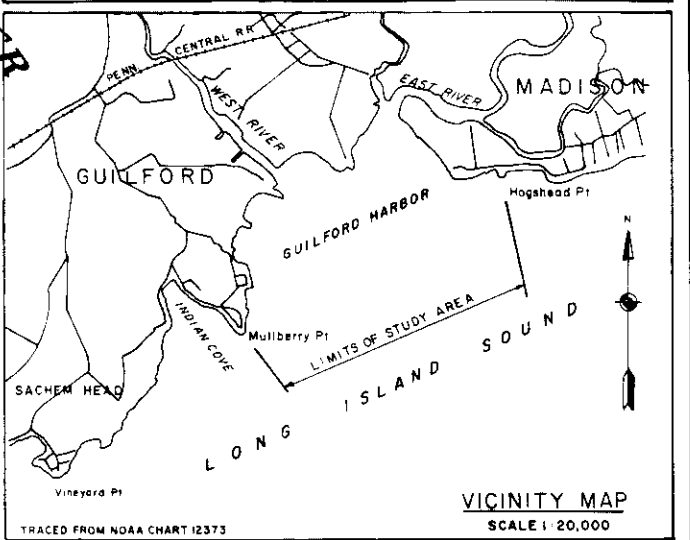 R
PENN CENTRAL RR
WEST RIVER
EAST RIVER
MADISON
GUILFORD
Hogshead Pt
GUILFORD HARBOR
N
INDIAN COVE
Mullberry Pt
LIMITS OF STUDY AREA
SACHEM HEAD
LONG ISLAND SOUND
Vineyard Pt
VICINITY MAP
SCALE 1:20,000
TRACED FROM NOAA CHART 12373